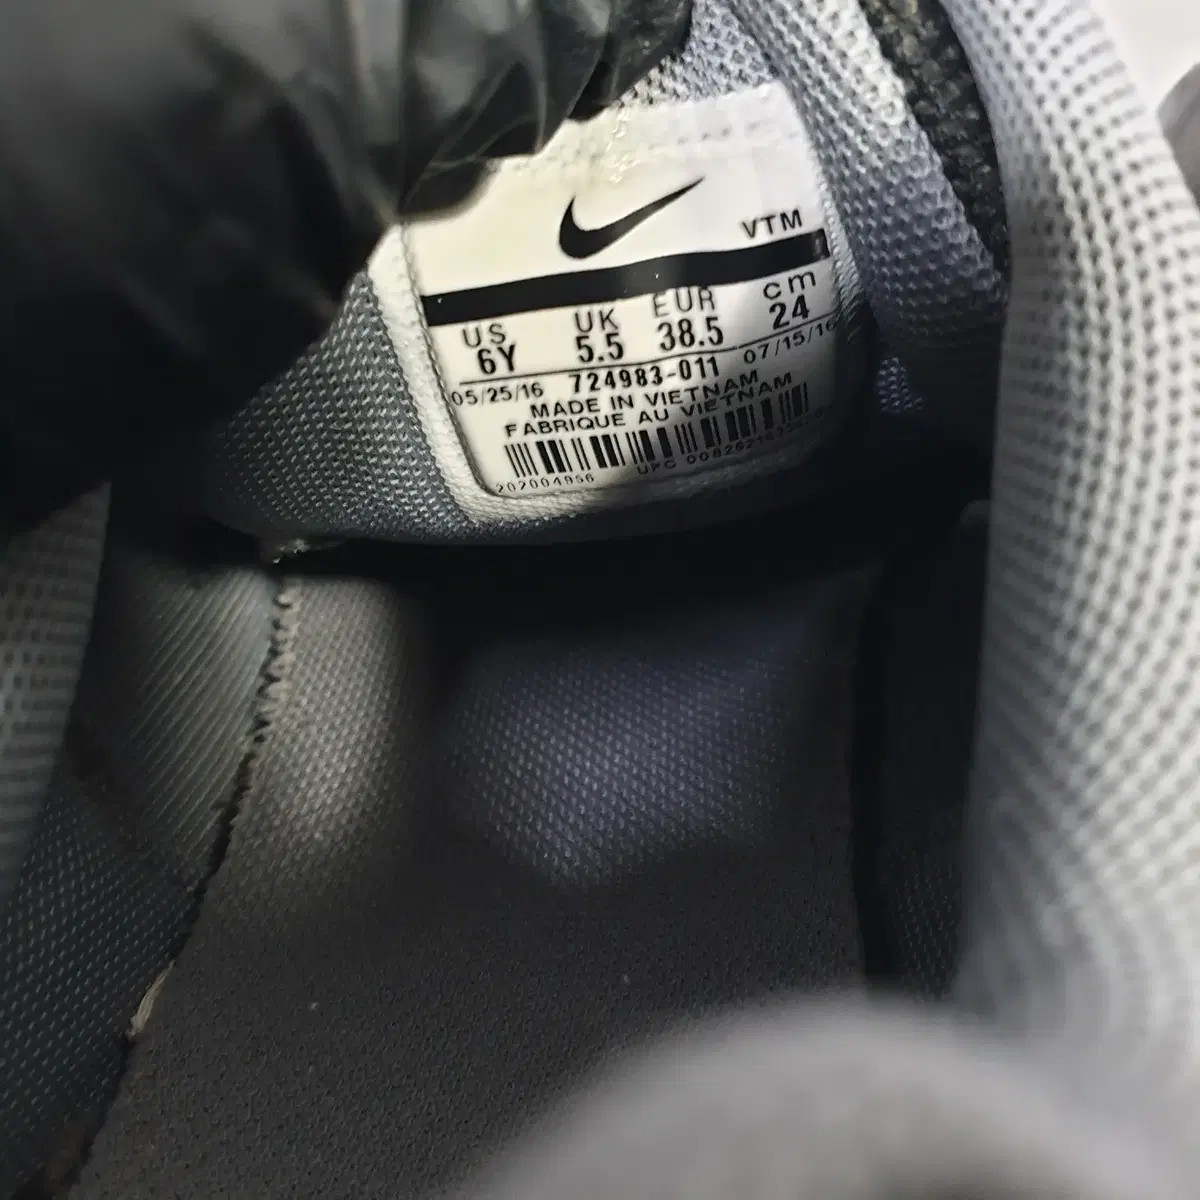 VTM
US UK EUR cm
6Y 5.5 38.5 24
05/25/16 724983-011 07/15/16
MADE IN VIETNAM
FABRIQUE AU VIETNAM
202004956 UPC